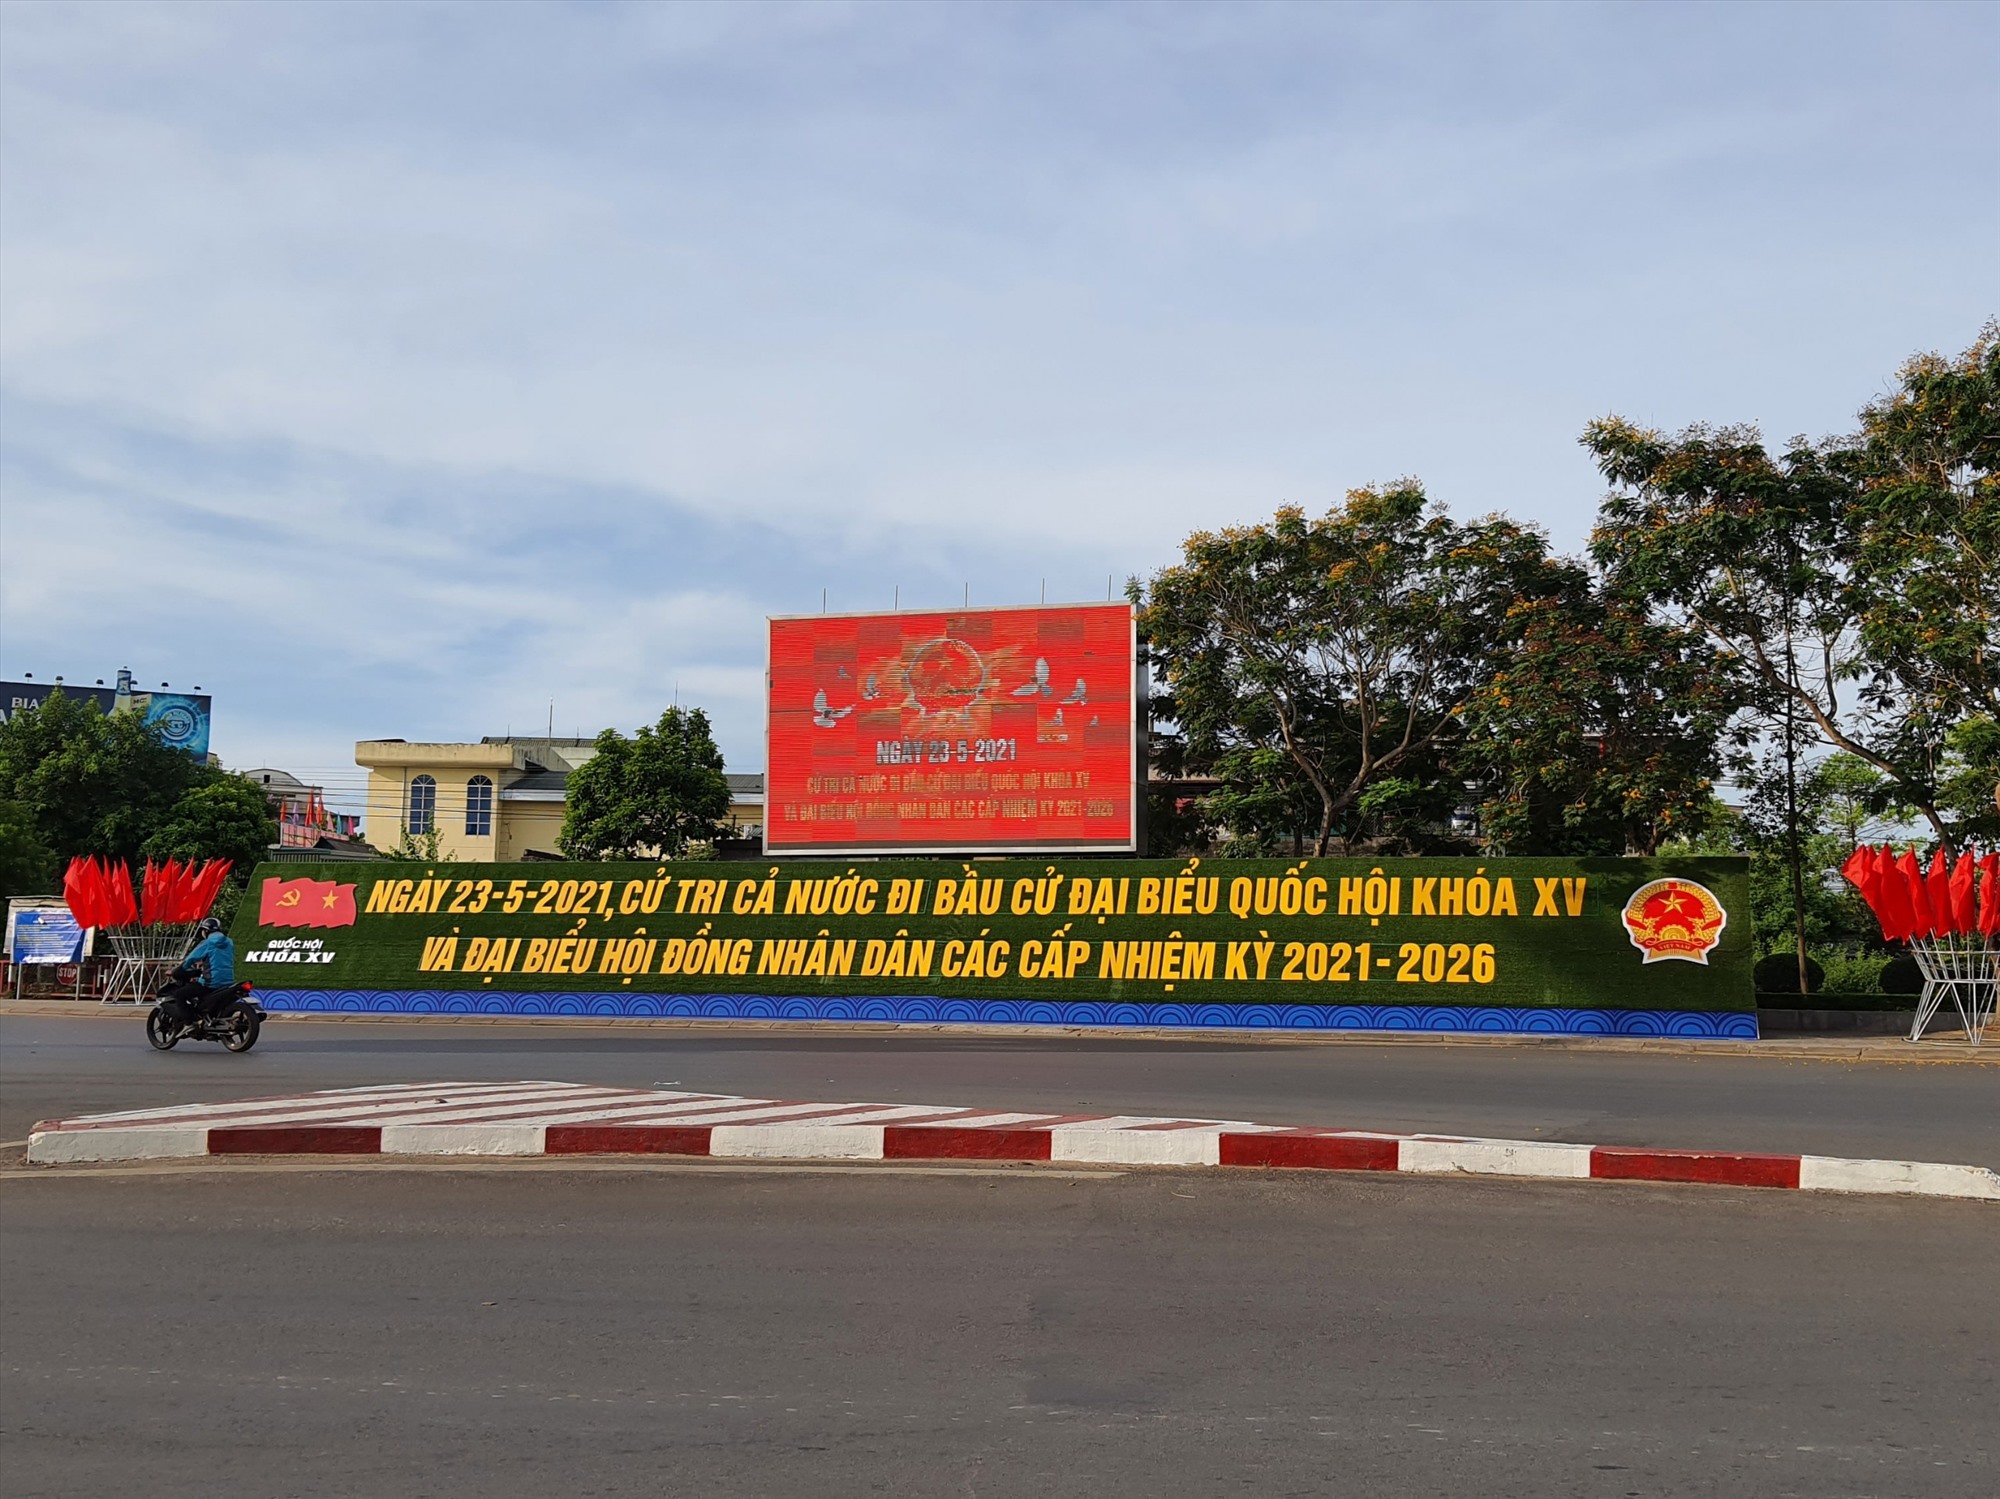 BIA
NGÀY 23-5-2021
CỬ TRI CẢ NƯỚC ĐI BẦU CỬ ĐẠI BIỂU QUỐC HỘI KHÓA XV
VÀ ĐẠI BIỂU HỘI ĐỒNG NHÂN DÂN CÁC CẤP NHIỆM KỲ 2021-2026
NGÀY 23-5-2021, CỬ TRI CẢ NƯỚC ĐI BẦU CỬ ĐẠI BIỂU QUỐC HỘI KHÓA XV
VÀ ĐẠI BIỂU HỘI ĐỒNG NHÂN DÂN CÁC CẤP NHIỆM KỲ 2021-2026
QUỐC HỘI
KHÓA XV
VIỆT NAM
STOP